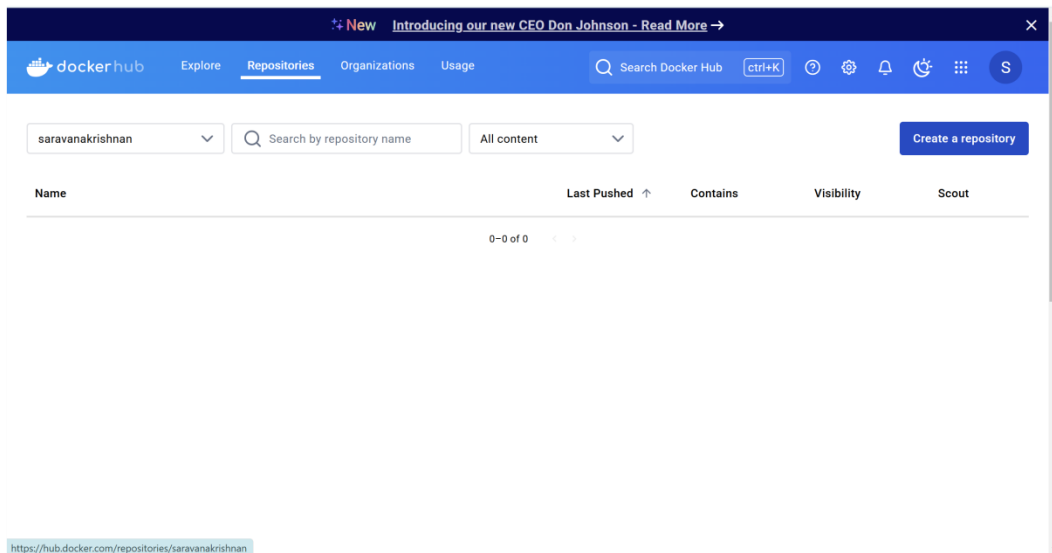 New Introducing our new CEO Don Johnson - Read More →
dockerhub Explore Repositories Organizations Usage Search Docker Hub ctrl+K S
saravanakrishnan Search by repository name All content Create a repository
Name Last Pushed ↑ Contains Visibility Scout
0–0 of 0
https://hub.docker.com/repositories/saravanakrishnan